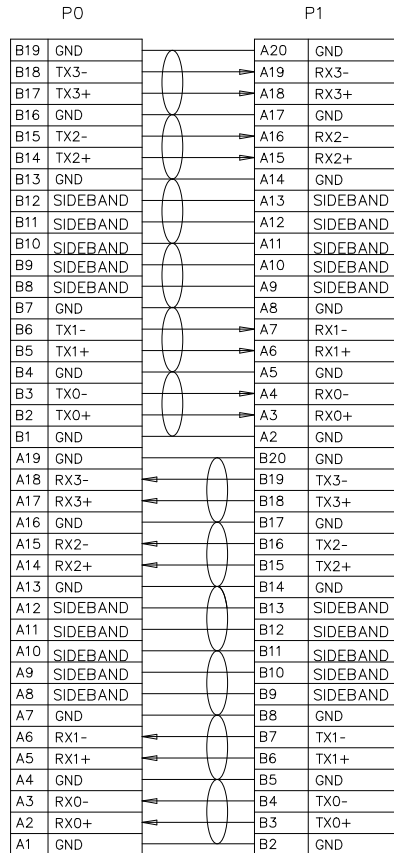 P0 P1
B19 GND A20 GND
B18 TX3- A19 RX3-
B17 TX3+ A18 RX3+
B16 GND A17 GND
B15 TX2- A16 RX2-
B14 TX2+ A15 RX2+
B13 GND A14 GND
B12 SIDEBAND A13 SIDEBAND
B11 SIDEBAND A12 SIDEBAND
B10 SIDEBAND A11 SIDEBAND
B9 SIDEBAND A10 SIDEBAND
B8 SIDEBAND A9 SIDEBAND
B7 GND A8 GND
B6 TX1- A7 RX1-
B5 TX1+ A6 RX1+
B4 GND A5 GND
B3 TX0- A4 RX0-
B2 TX0+ A3 RX0+
B1 GND A2 GND
A19 GND B20 GND
A18 RX3- B19 TX3-
A17 RX3+ B18 TX3+
A16 GND B17 GND
A15 RX2- B16 TX2-
A14 RX2+ B15 TX2+
A13 GND B14 GND
A12 SIDEBAND B13 SIDEBAND
A11 SIDEBAND B12 SIDEBAND
A10 SIDEBAND B11 SIDEBAND
A9 SIDEBAND B10 SIDEBAND
A8 SIDEBAND B9 SIDEBAND
A7 GND B8 GND
A6 RX1- B7 TX1-
A5 RX1+ B6 TX1+
A4 GND B5 GND
A3 RX0- B4 TX0-
A2 RX0+ B3 TX0+
A1 GND B2 GND